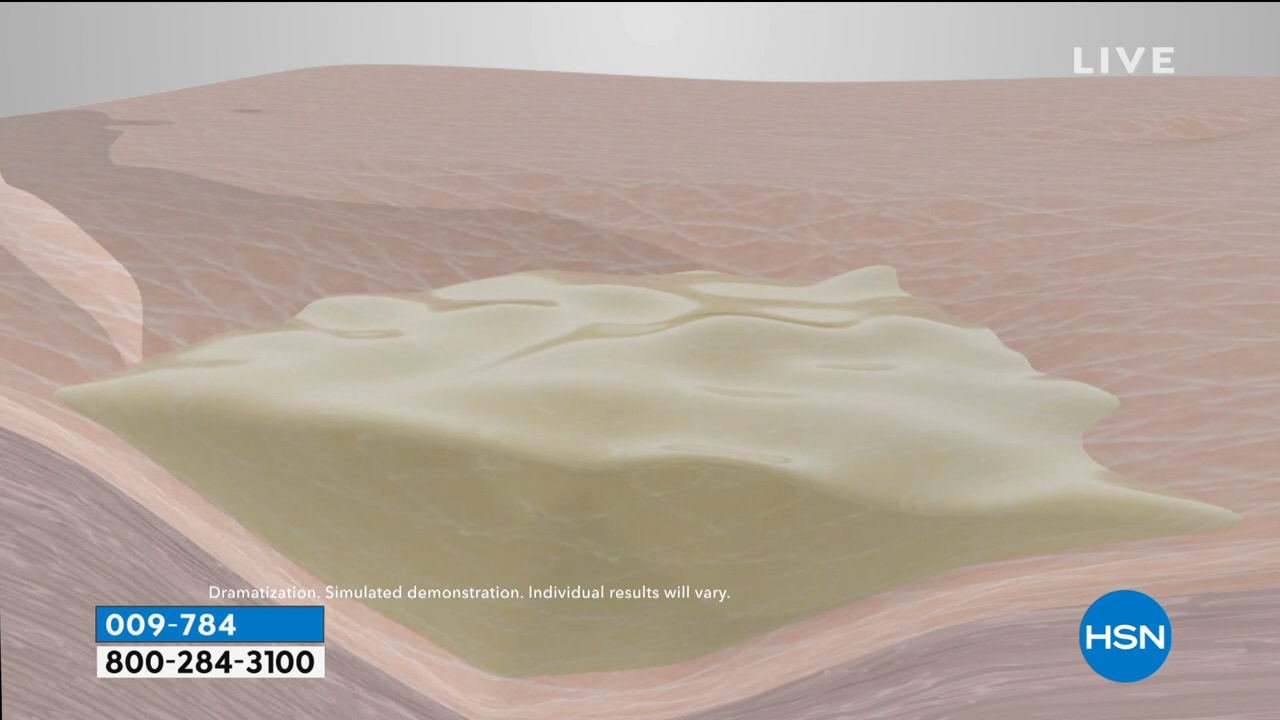 LIVE
Dramatization. Simulated demonstration. Individual results will vary.
009-784
800-284-3100
HSN